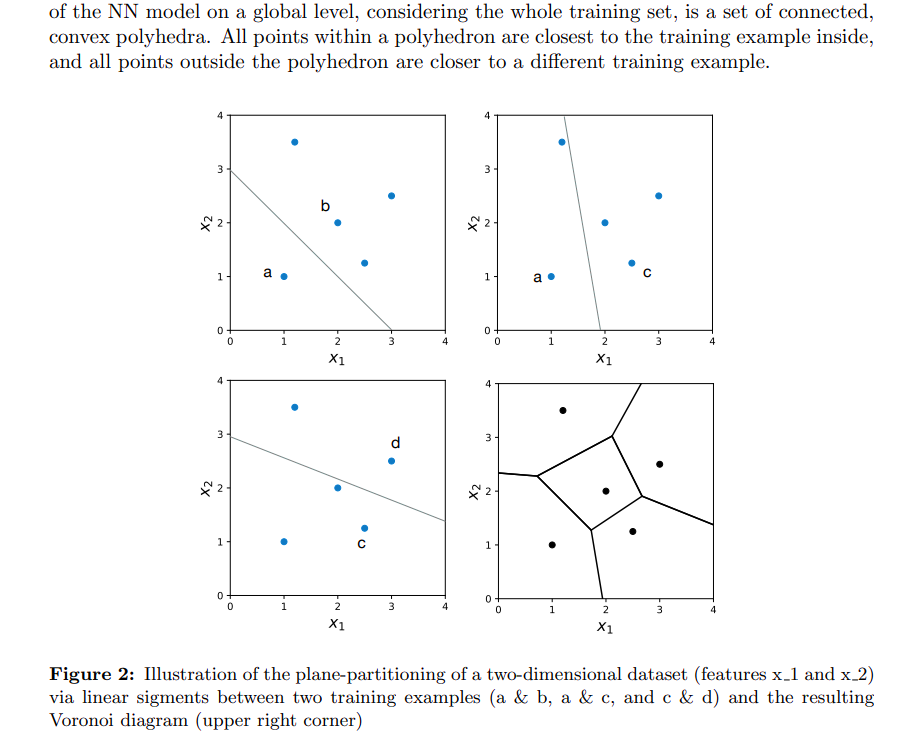 of the NN model on a global level, considering the whole training set, is a set of connected,
convex polyhedra. All points within a polyhedron are closest to the training example inside,
and all points outside the polyhedron are closer to a different training example.
4
3
2
1
0
x2
0 1 2 3 4
x1
a
b
4
3
2
1
0
x2
0 1 2 3 4
x1
a
c
4
3
2
1
0
x2
0 1 2 3 4
x1
d
c
4
3
2
1
0
x2
0 1 2 3 4
x1
Figure 2: Illustration of the plane-partitioning of a two-dimensional dataset (features x_1 and x_2)
via linear sigments between two training examples (a & b, a & c, and c & d) and the resulting
Voronoi diagram (upper right corner)